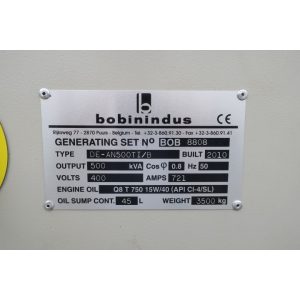 b
bobinindus
CE
Rijksweg 77 - 2870 Puurs - Belgium - Tel +32-3-860.91.30 - Fax +32-3-860.91.41
GENERATING SET Nº BOB 8808
TYPE DE-AN500TI/B BUILT 2010
OUTPUT 500 kVA Cos φ 0.8 Hz 50
VOLTS 400 AMPS 721
ENGINE OIL Q8 T 750 15W/40 (API CI-4/SL)
OIL SUMP CONT. 45 L WEIGHT 3500kg